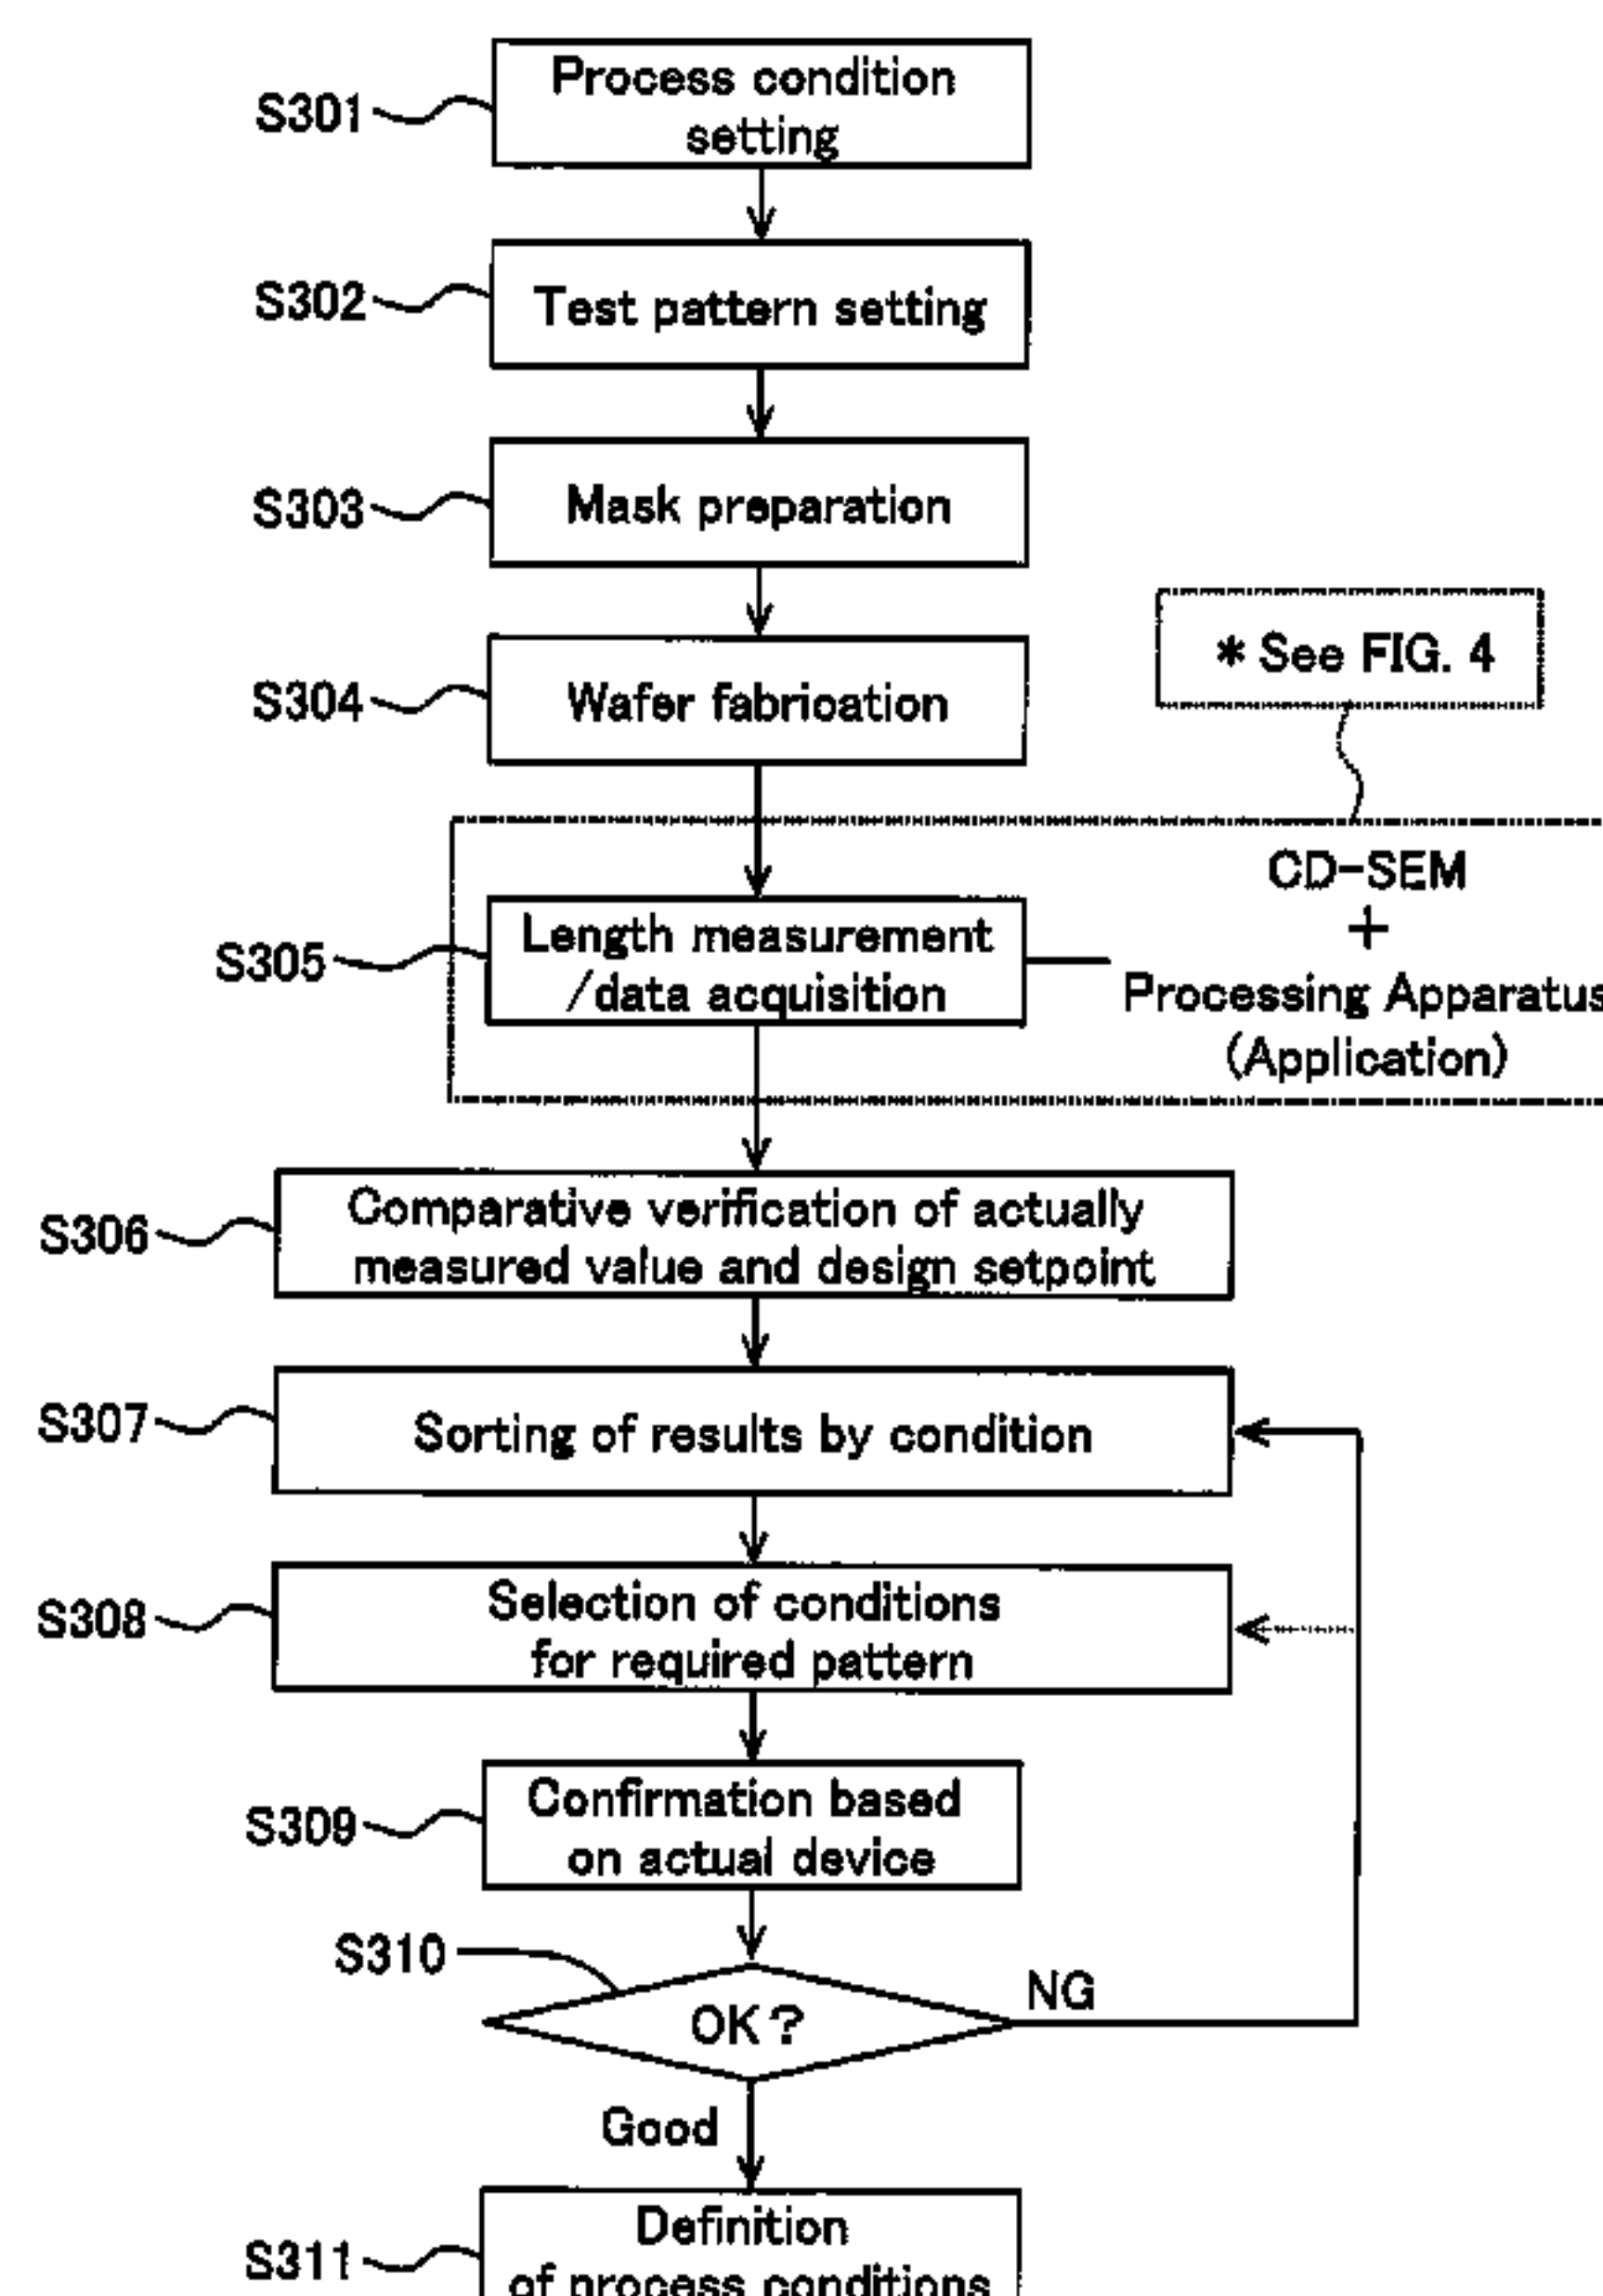 S301
Process condition
setting
S302
Test pattern setting
S303
Mask preparation
* See FIG. 4
S304
Wafer fabrication
CD-SEM
+
S305
Length measurement
/data acquisition
Processing Apparatus
(Application)
S306
Comparative verification of actually
measured value and design setpoint
S307
Sorting of results by condition
S308
Selection of conditions
for required pattern
S309
Confirmation based
on actual device
S310
OK?
NG
Good
S311
Definition
of process conditions